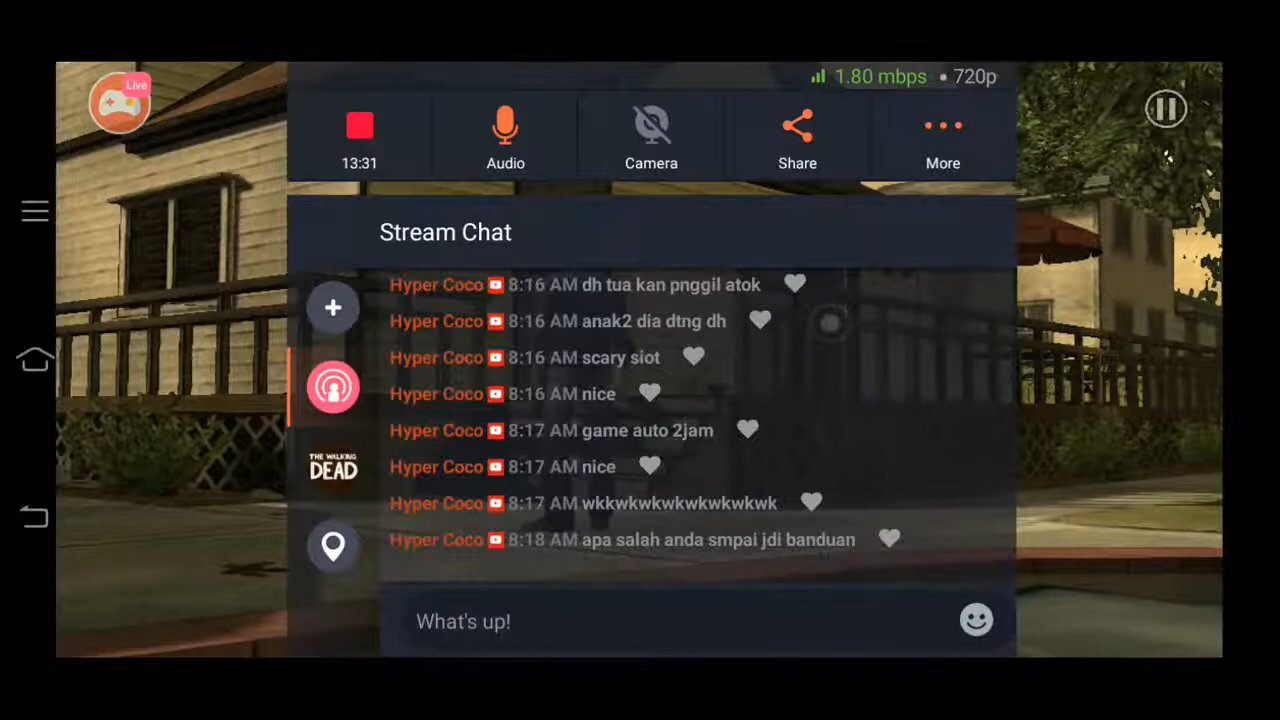 Live
1.80 mbps • 720p
13:31
Audio
Camera
Share
More
Stream Chat
Hyper Coco 8:16 AM dh tua kan pnggil atok
Hyper Coco 8:16 AM anak2 dia dtng dh
Hyper Coco 8:16 AM scary siot
Hyper Coco 8:16 AM nice
Hyper Coco 8:17 AM game auto 2jam
Hyper Coco 8:17 AM nice
Hyper Coco 8:17 AM wkkwkwkwkwkwkwkwk
Hyper Coco 8:18 AM apa salah anda smpai jdi banduan
THE WALKING
DEAD
What's up!